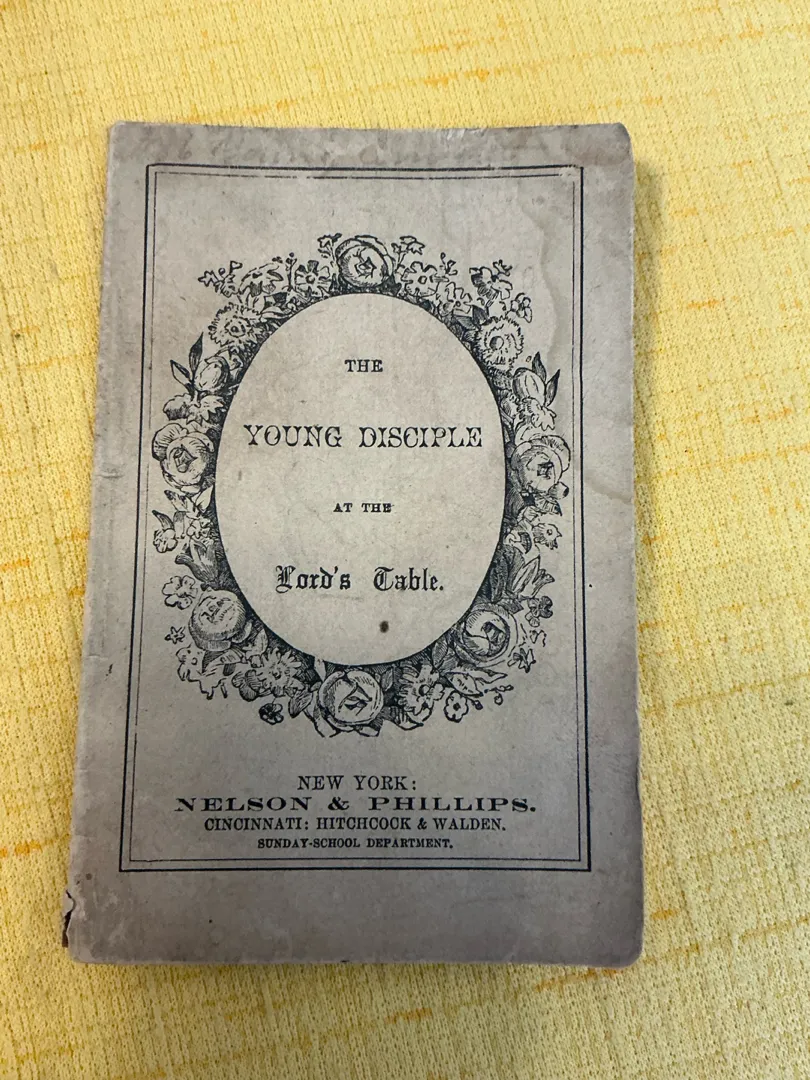 THE
YOUNG DISCIPLE
AT THE
Lord's Table.
NEW YORK:
NELSON & PHILLIPS.
CINCINNATI: HITCHCOCK & WALDEN.
SUNDAY-SCHOOL DEPARTMENT.